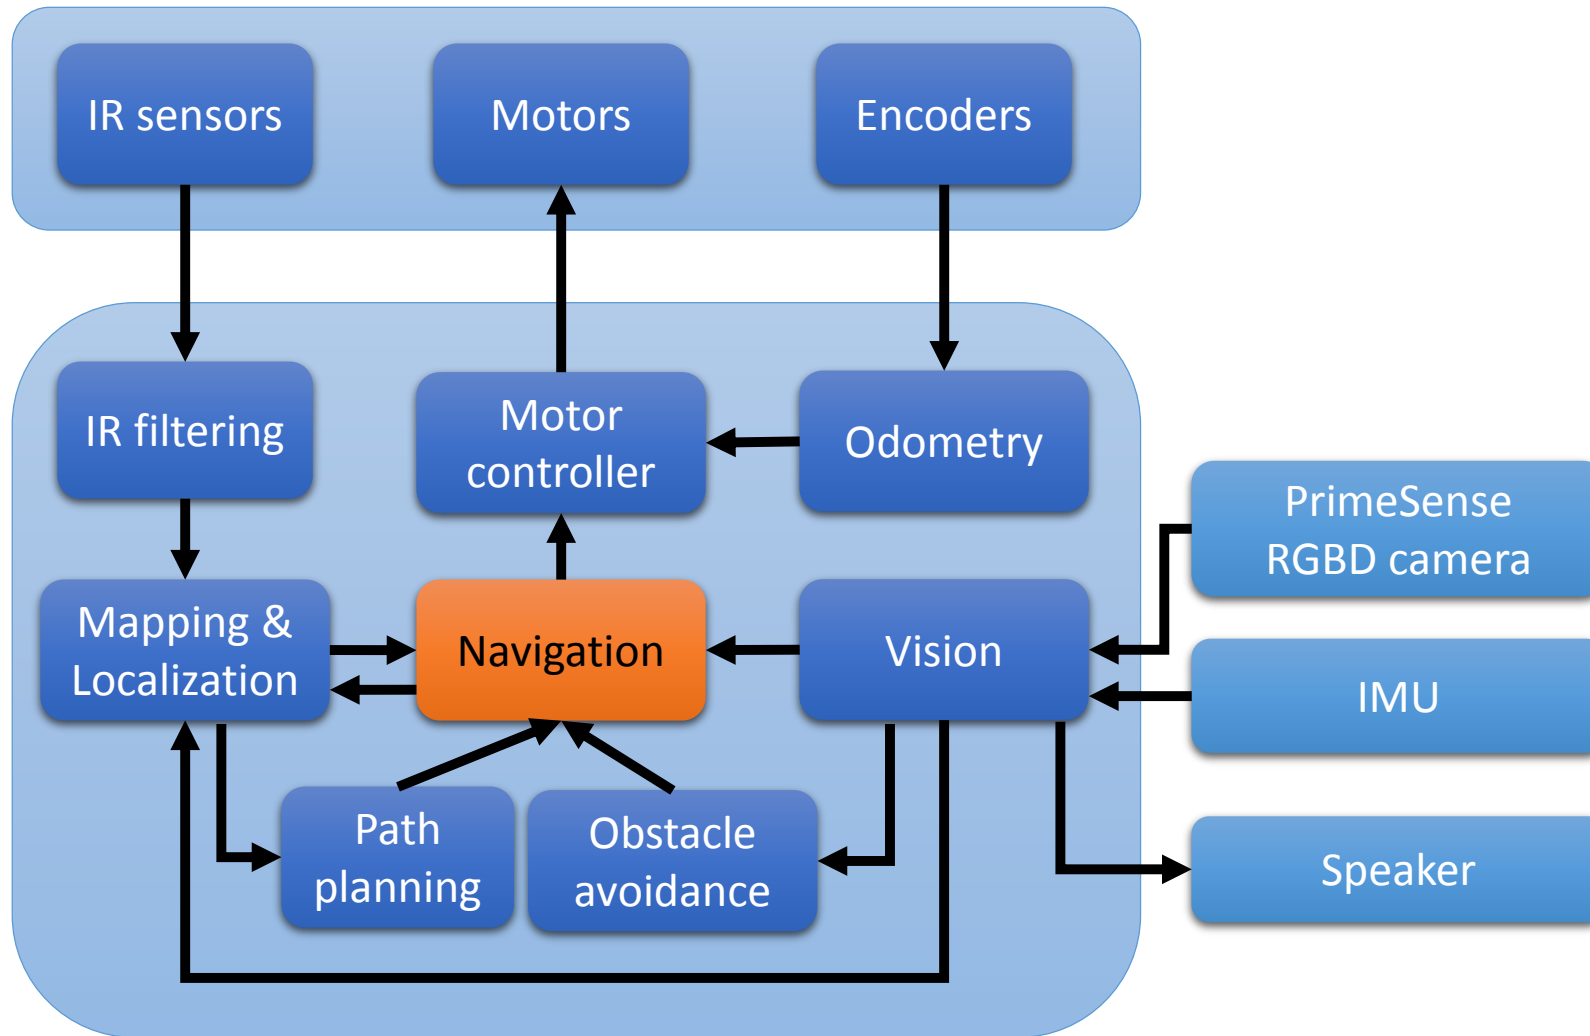 IR sensors
Motors
Encoders
IR filtering
Motor
controller
Odometry
PrimeSense
RGBD camera
Mapping &
Localization
Navigation
Vision
IMU
Path
planning
Obstacle
avoidance
Speaker